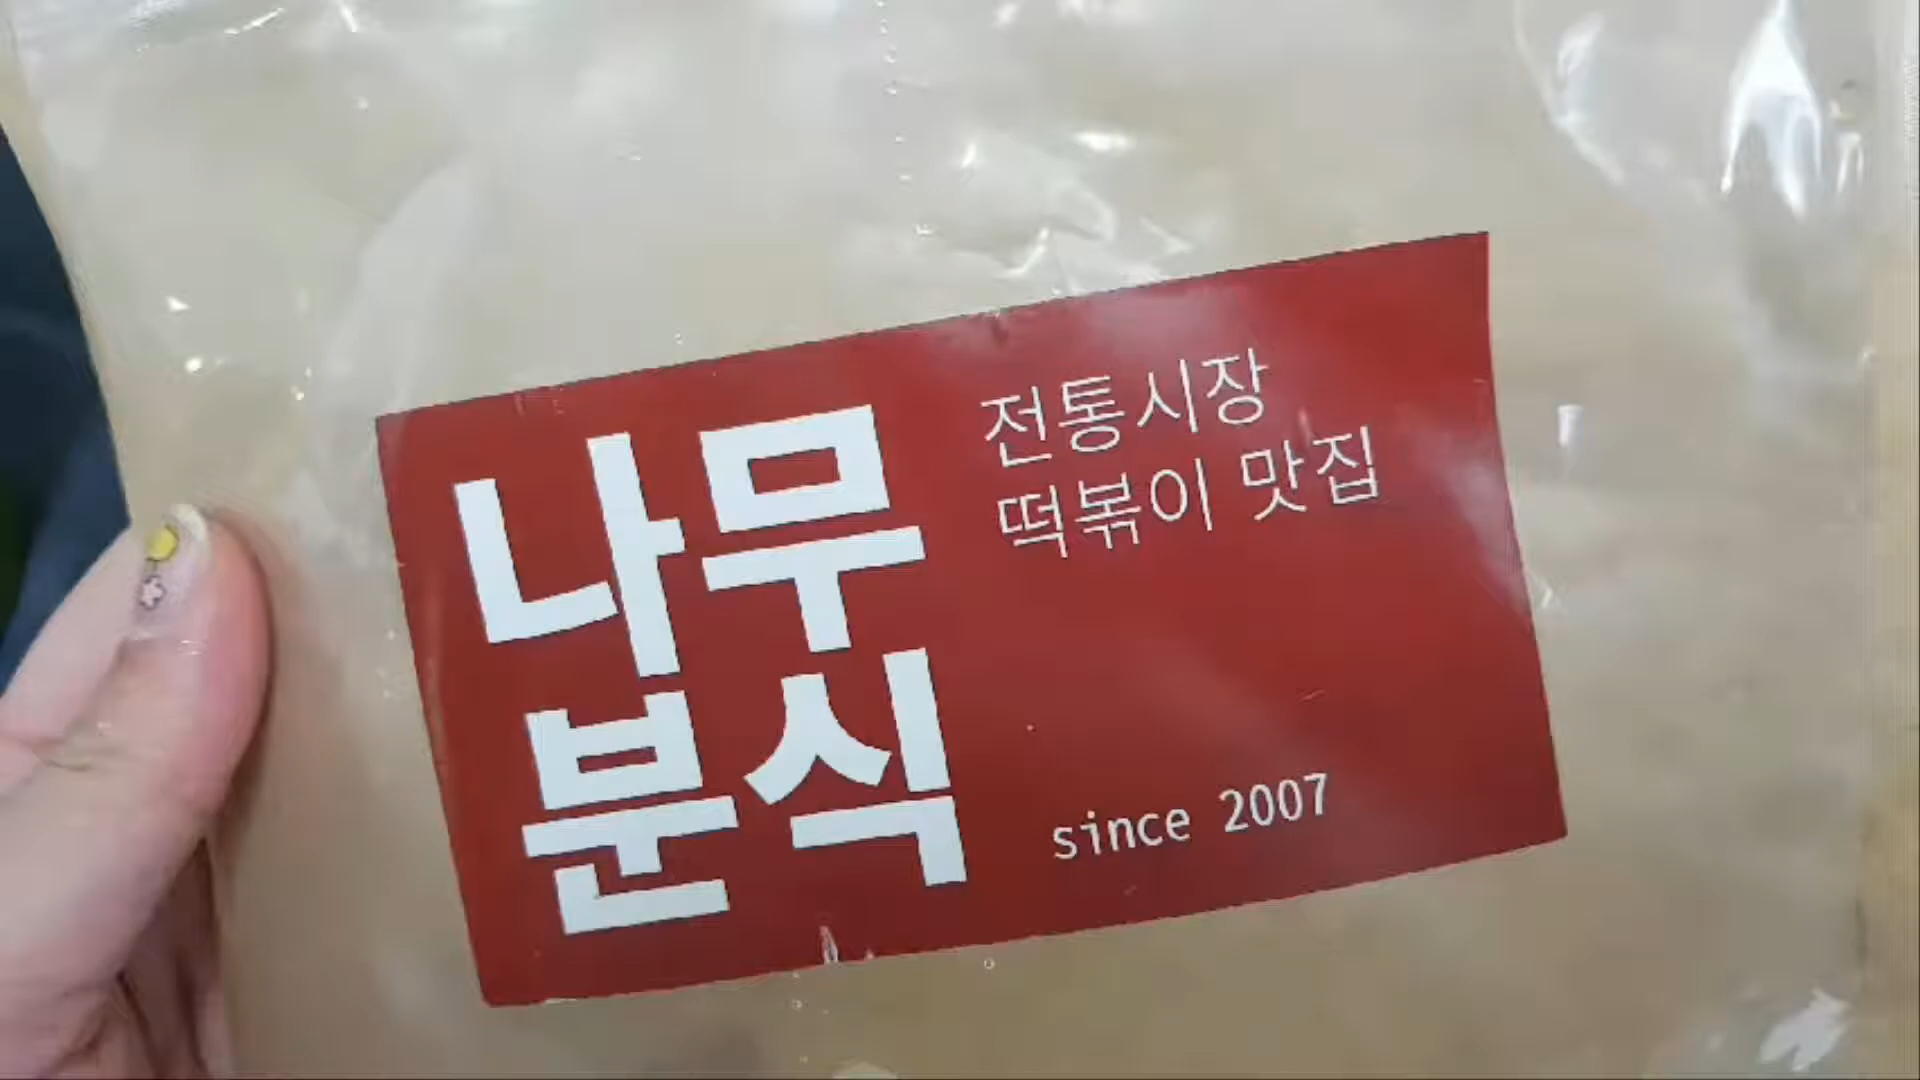 나무
분식
전통시장
떡볶이 맛집
since 2007